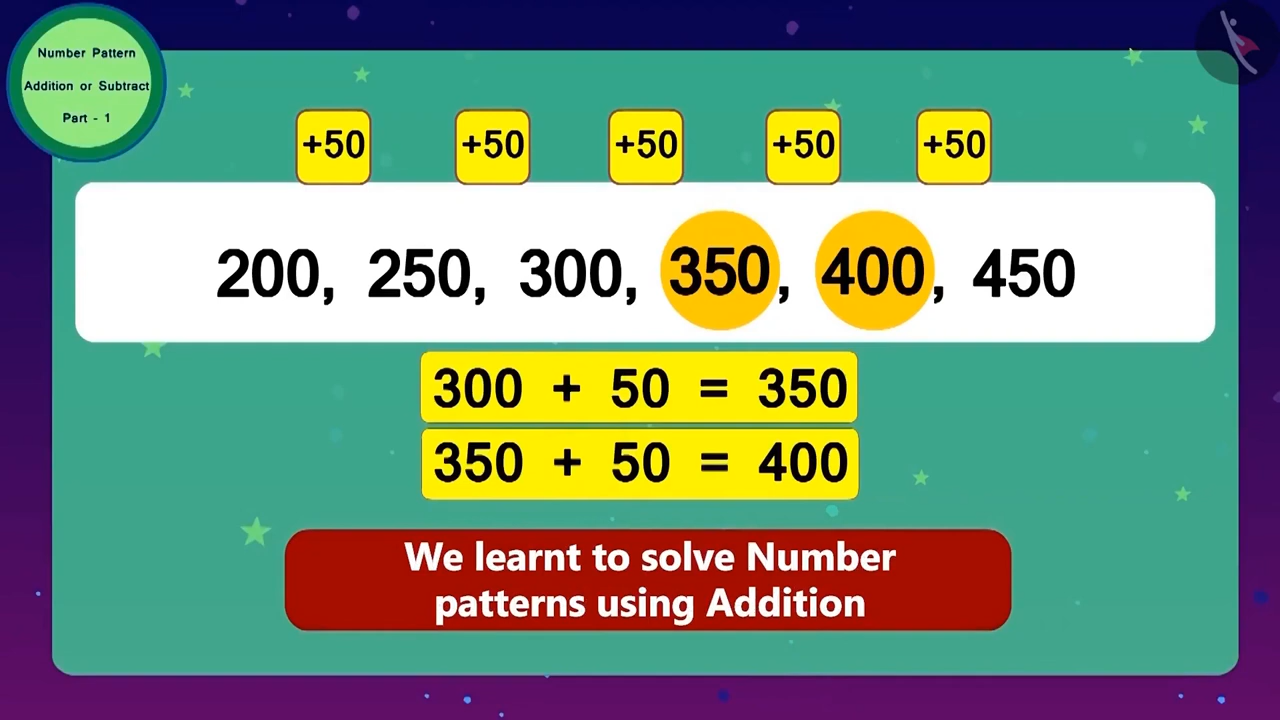 Number Pattern
Addition or Subtract
Part - 1
+50 +50 +50 +50 +50
200, 250, 300, 350, 400, 450
300 + 50 = 350
350 + 50 = 400
We learnt to solve Number
patterns using Addition